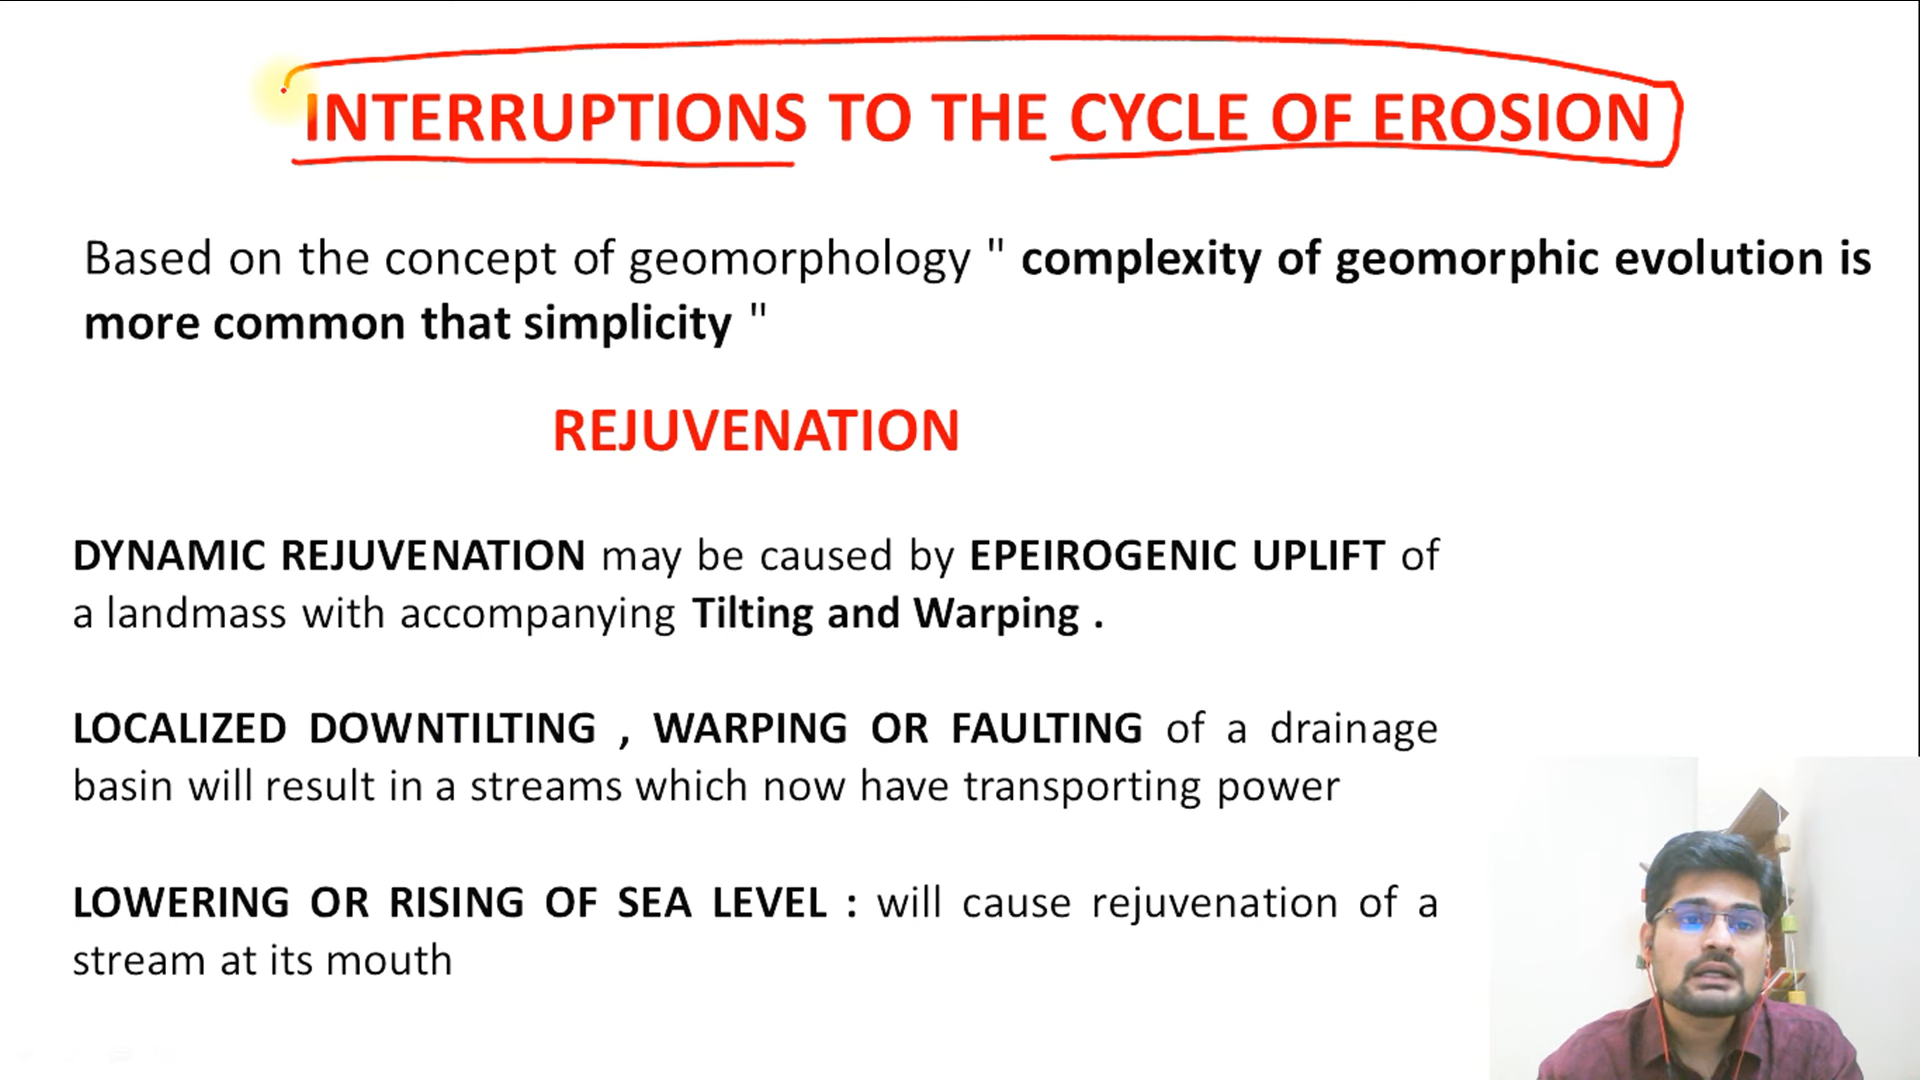 INTERRUPTIONS TO THE CYCLE OF EROSION
Based on the concept of geomorphology " complexity of geomorphic evolution is
more common that simplicity "
REJUVENATION
DYNAMIC REJUVENATION may be caused by EPEIROGENIC UPLIFT of
a landmass with accompanying Tilting and Warping .
LOCALIZED DOWNTILTING , WARPING OR FAULTING of a drainage
basin will result in a streams which now have transporting power
LOWERING OR RISING OF SEA LEVEL : will cause rejuvenation of a
stream at its mouth